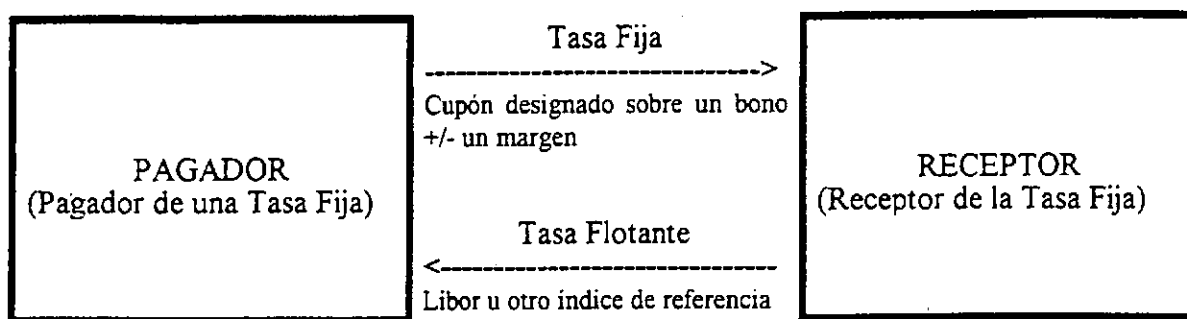 PAGADOR
(Pagador de una Tasa Fija)
Tasa Fija
------------------------------->
Cupón designado sobre un bono
+/- un margen
Tasa Flotante
<-------------------------------
Libor u otro índice de referencia
RECEPTOR
(Receptor de la Tasa Fija)